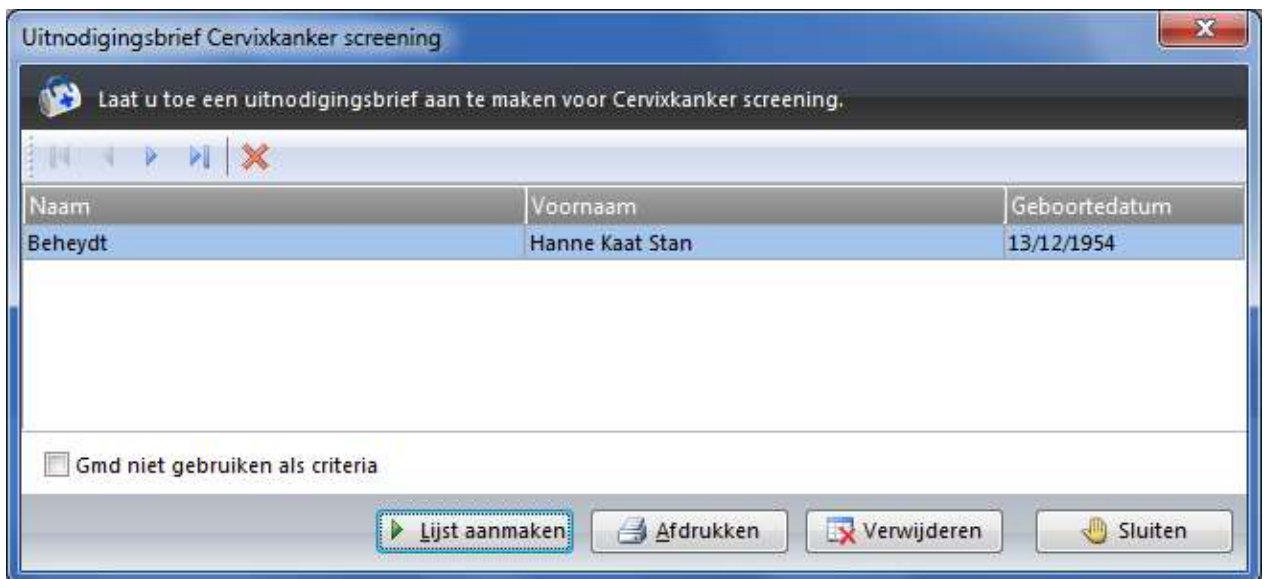 Uitnodigingsbrief Cervixkanker screening
Laat u toe een uitnodigingsbrief aan te maken voor Cervixkanker screening.
Naam Voornaam Geboortedatum
Beheydt Hanne Kaat Stan 13/12/1954
Gmd niet gebruiken als criteria
Lijst aanmaken Afdrukken Verwijderen Sluiten